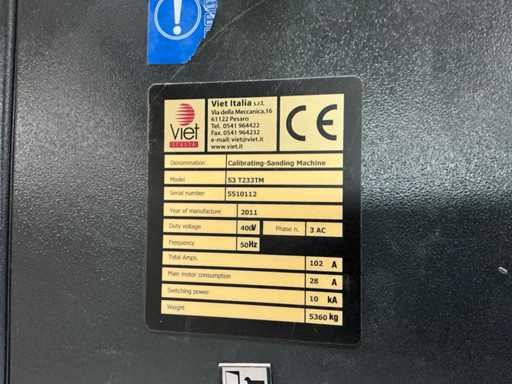 viet
ITALIA
Viet Italia s.r.l.
Via della Meccanica,16
61122 Pesaro
Tel. 0541 964422
Fax. 0541 964232
e-mail: viet@viet.it
www.viet.it
CE
Denomination Calibrating-Sanding Machine
Model S3 T233TM
Serial number 5510112
Year of manufacture 2011
Duty voltage 400V Phase n. 3 AC
Frequency 50Hz
Total Amps. 102 A
Main motor consumption 28 A
Switching power 10 kA
Weight 5360 kg